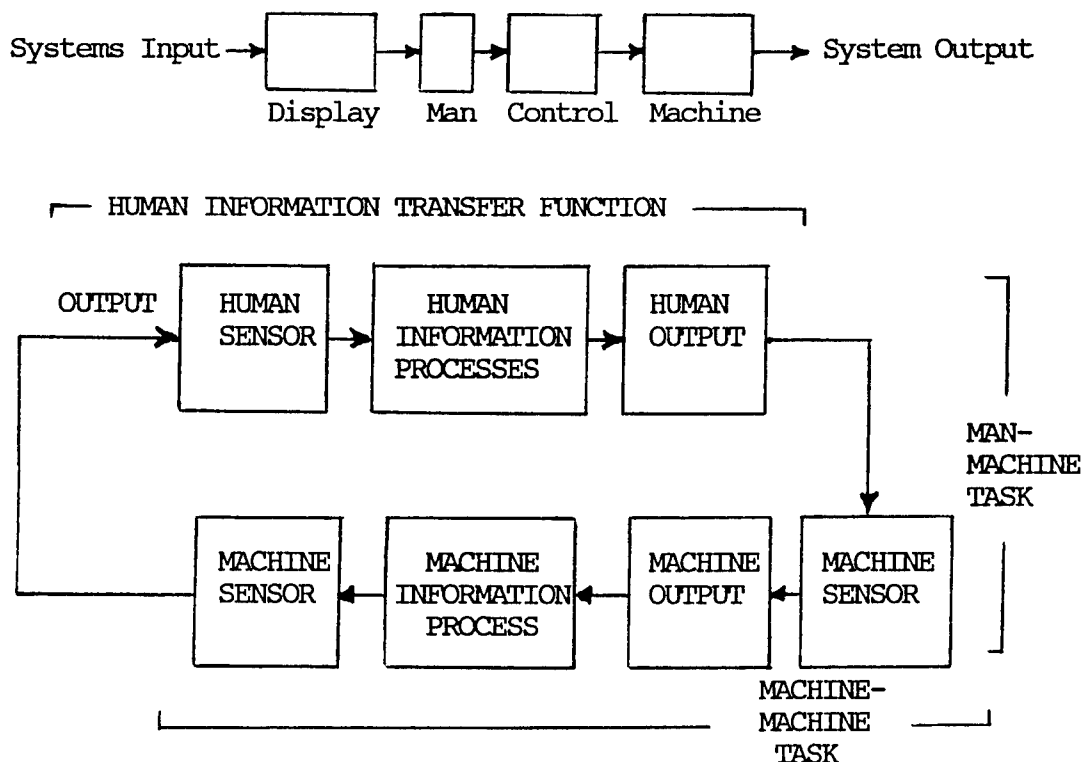 Systems Input
System Output
Display
Man
Control
Machine
HUMAN INFORMATION TRANSFER FUNCTION
OUTPUT
HUMAN
SENSOR
HUMAN
INFORMATION
PROCESSES
HUMAN
OUTPUT
MAN-
MACHINE
TASK
MACHINE
SENSOR
MACHINE
INFORMATION
PROCESS
MACHINE
OUTPUT
MACHINE
SENSOR
MACHINE-
MACHINE
TASK